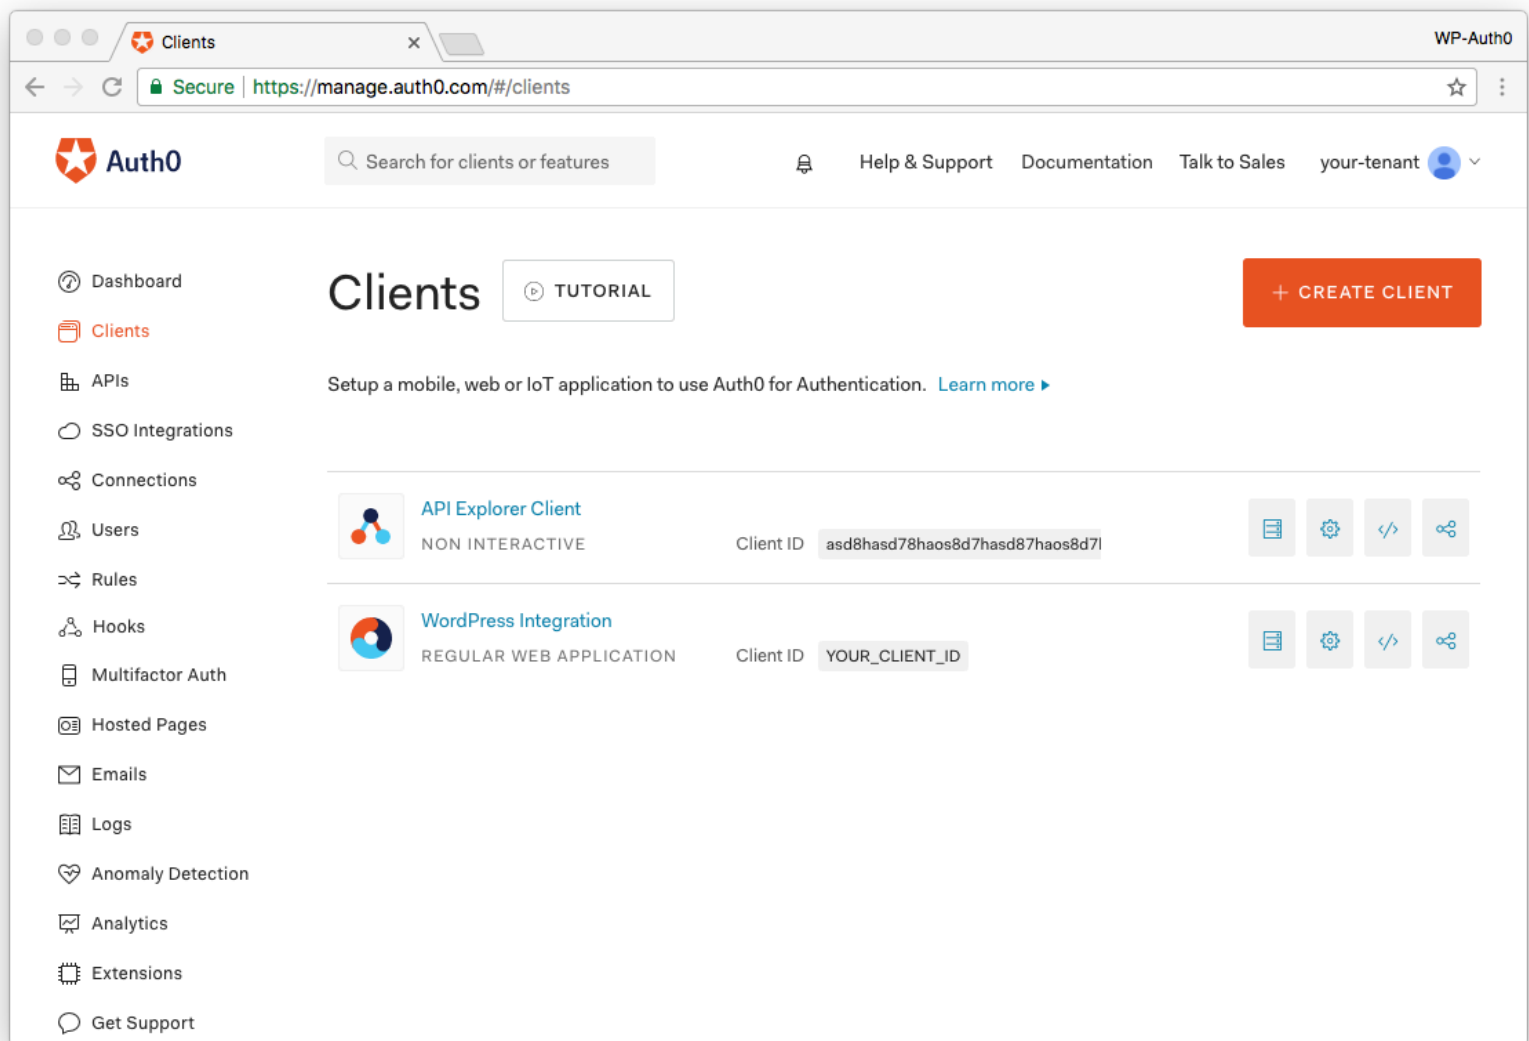 Clients
WP-Auth0
Secure
https://manage.auth0.com/#/clients
Auth0
Search for clients or features
Help & Support
Documentation
Talk to Sales
your-tenant
Dashboard
Clients
APIs
SSO Integrations
Connections
Users
Rules
Hooks
Multifactor Auth
Hosted Pages
Emails
Logs
Anomaly Detection
Analytics
Extensions
Get Support
Clients
TUTORIAL
+ CREATE CLIENT
Setup a mobile, web or IoT application to use Auth0 for Authentication. Learn more
API Explorer Client
NON INTERACTIVE
Client ID
asd8hasd78haos8d7hasd87haos8d7
WordPress Integration
REGULAR WEB APPLICATION
Client ID
YOUR_CLIENT_ID